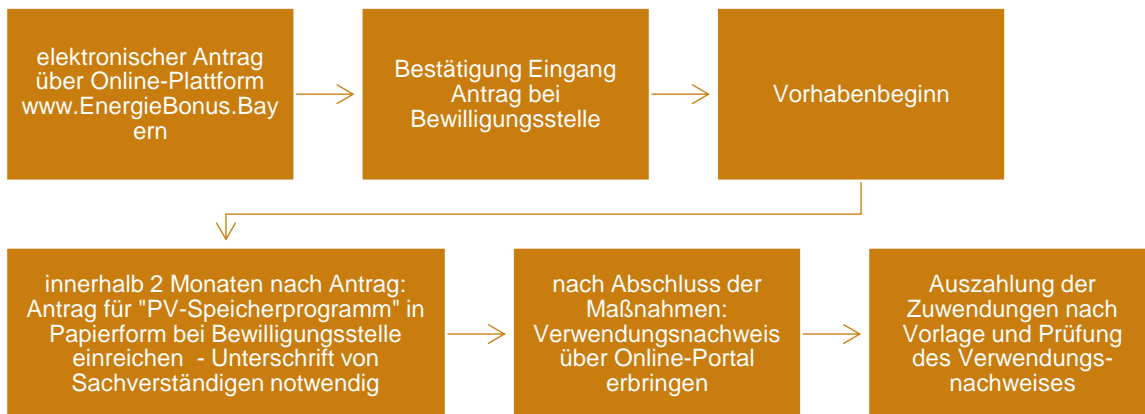 elektronischer Antrag
über Online-Plattform
www.EnergieBonus.Bay
ern
Bestätigung Eingang
Antrag bei
Bewilligungsstelle
Vorhabenbeginn
innerhalb 2 Monaten nach Antrag:
Antrag für "PV-Speicherprogramm" in
Papierform bei Bewilligungsstelle
einreichen - Unterschrift von
Sachverständigen notwendig
nach Abschluss der
Maßnahmen:
Verwendungsnachweis
über Online-Portal
erbringen
Auszahlung der
Zuwendungen nach
Vorlage und Prüfung
des Verwendungs-
nachweises